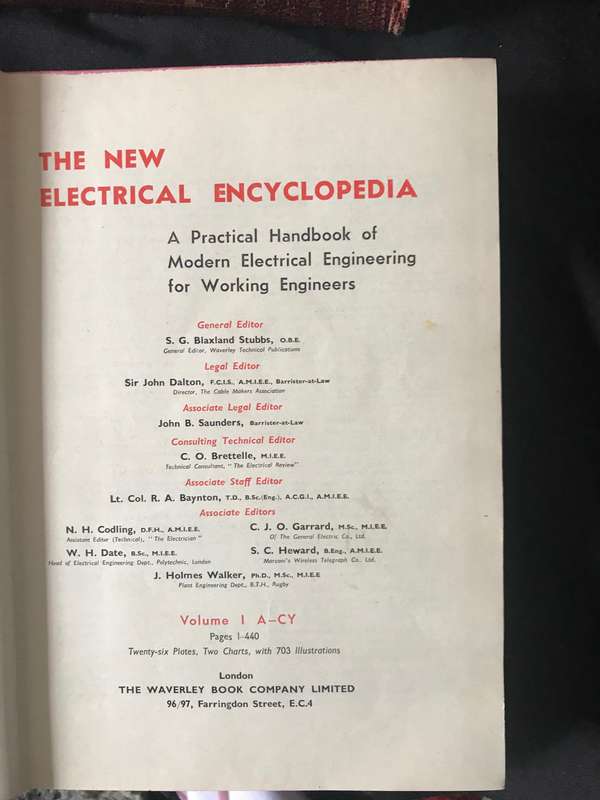 THE NEW
ELECTRICAL ENCYCLOPEDIA
A Practical Handbook of
Modern Electrical Engineering
for Working Engineers
General Editor
S. G. Blaxland Stubbs, O.B.E.
General Editor, Waverley Technical Publications
Legal Editor
Sir John Dalton, F.C.I.S., A.M.I.E.E., Barrister-at-Law
Director, The Cable Makers Association
Associate Legal Editor
John B. Saunders, Barrister-at-Law
Consulting Technical Editor
C. O. Brettelle, M.I.E.E.
Technical Consultant, "The Electrical Review"
Associate Staff Editor
Lt. Col. R. A. Baynton, T.D., B.Sc.(Eng.), A.C.G.I., A.M.I.E.E.
Associate Editors
N. H. Codling, D.F.H., A.M.I.E.E.
Assistant Editor (Technical), "The Electrician"
C. J. O. Garrard, M.Sc., M.I.E.E.
Of The General Electric Co., Ltd.
W. H. Date, B.Sc., M.I.E.E.
Head of Electrical Engineering Dept., Polytechnic, London
S. C. Heward, B.Eng., A.M.I.E.E.
Marconi's Wireless Telegraph Co., Ltd.
J. Holmes Walker, Ph.D., M.Sc., M.I.E.E
Plant Engineering Dept., B.T.H., Rugby
Volume I A–CY
Pages 1–440
Twenty-six Plates, Two Charts, with 703 Illustrations
London
THE WAVERLEY BOOK COMPANY LIMITED
96/97, Farringdon Street, E.C.4